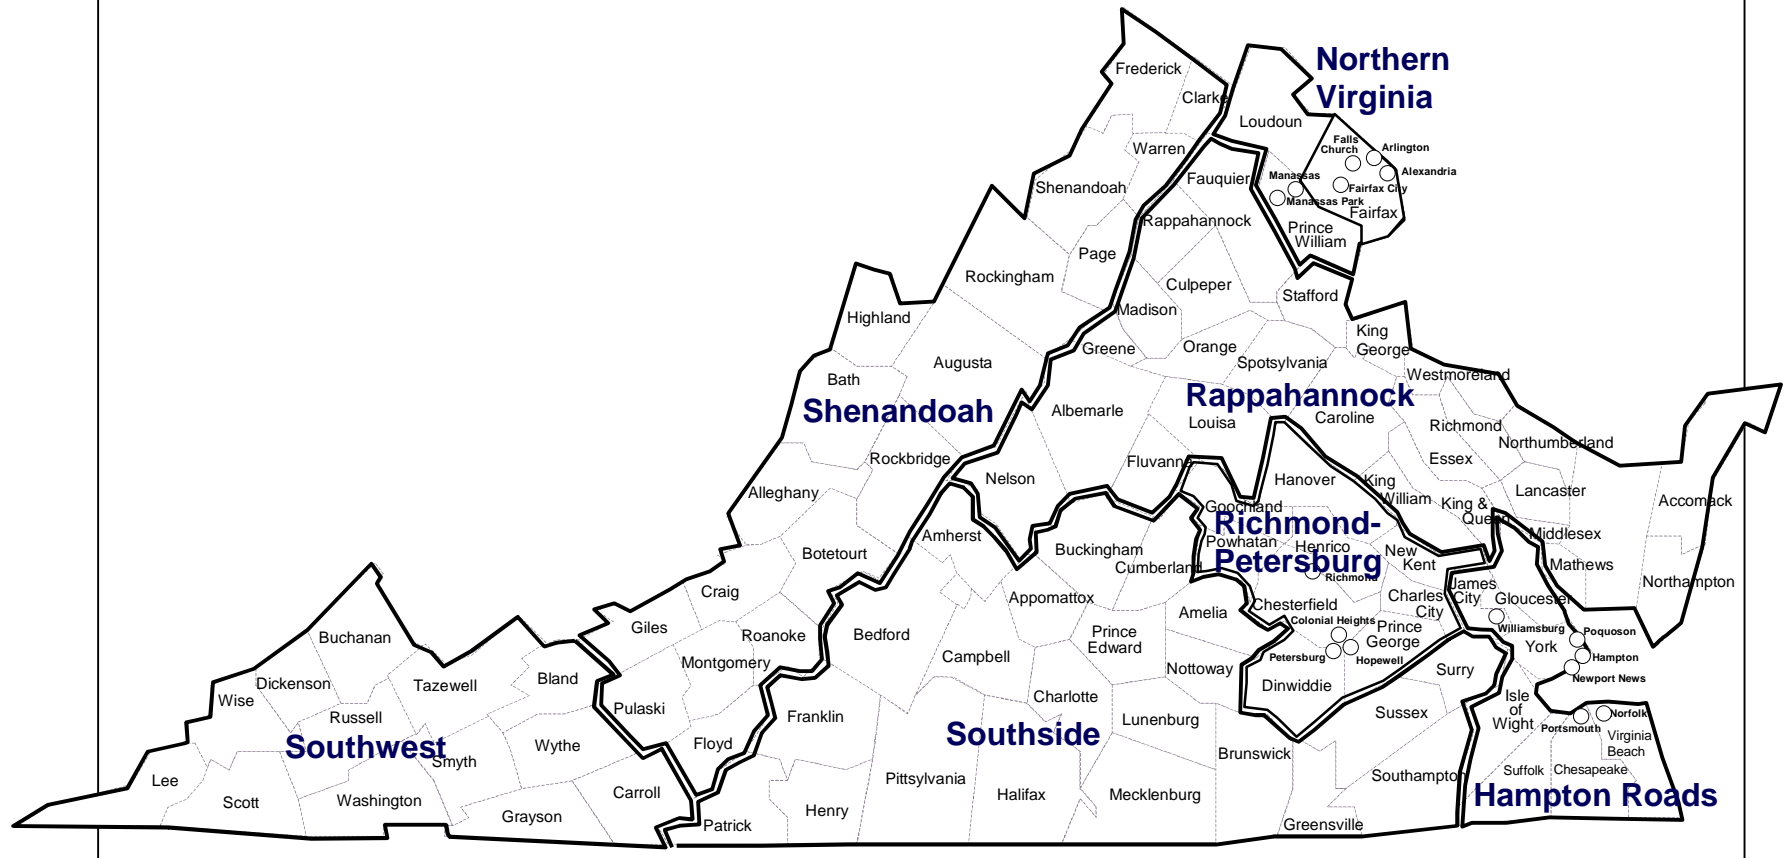 Northern
Virginia
Frederick
Clarke
Loudoun
Falls
Church
Arlington
Warren
Alexandria
Manassas
Fauquier
Fairfax City
Shenandoah
Manassas Park
Fairfax
Rappahannock
Prince
William
Page
Rockingham
Culpeper
Stafford
Madison
Highland
King
George
Greene
Orange
Spotsylvania
Augusta
Westmoreland
Bath
Shenandoah
Rappahannock
Albemarle
Louisa
Caroline
Richmond
Northumberland
Rockbridge
Fluvanna
Essex
Nelson
Hanover
King
William
Lancaster
Alleghany
Goochland
King &
Queen
Accomack
Richmond-
Petersburg
Amherst
Buckingham
Powhatan
Henrico
New
Kent
Middlesex
Botetourt
Cumberland
Richmond
Mathews
Northampton
Craig
Appomattox
James
City
Charles
City
Gloucester
Chesterfield
Amelia
Colonial Heights
Williamsburg
Giles
Roanoke
Bedford
Prince
Edward
Prince
George
Poquoson
Buchanan
York
Hampton
Montgomery
Campbell
Petersburg
Hopewell
Nottoway
Surry
Newport News
Bland
Tazewell
Dickenson
Dinwiddie
Wise
Charlotte
Isle
of
Wight
Pulaski
Russell
Franklin
Lunenburg
Sussex
Norfolk
Portsmouth
Southwest
Southside
Wythe
Floyd
Virginia
Beach
Smyth
Brunswick
Lee
Pittsylvania
Southampton
Suffolk
Chesapeake
Scott
Washington
Carroll
Halifax
Mecklenburg
Hampton Roads
Grayson
Patrick
Henry
Greensville